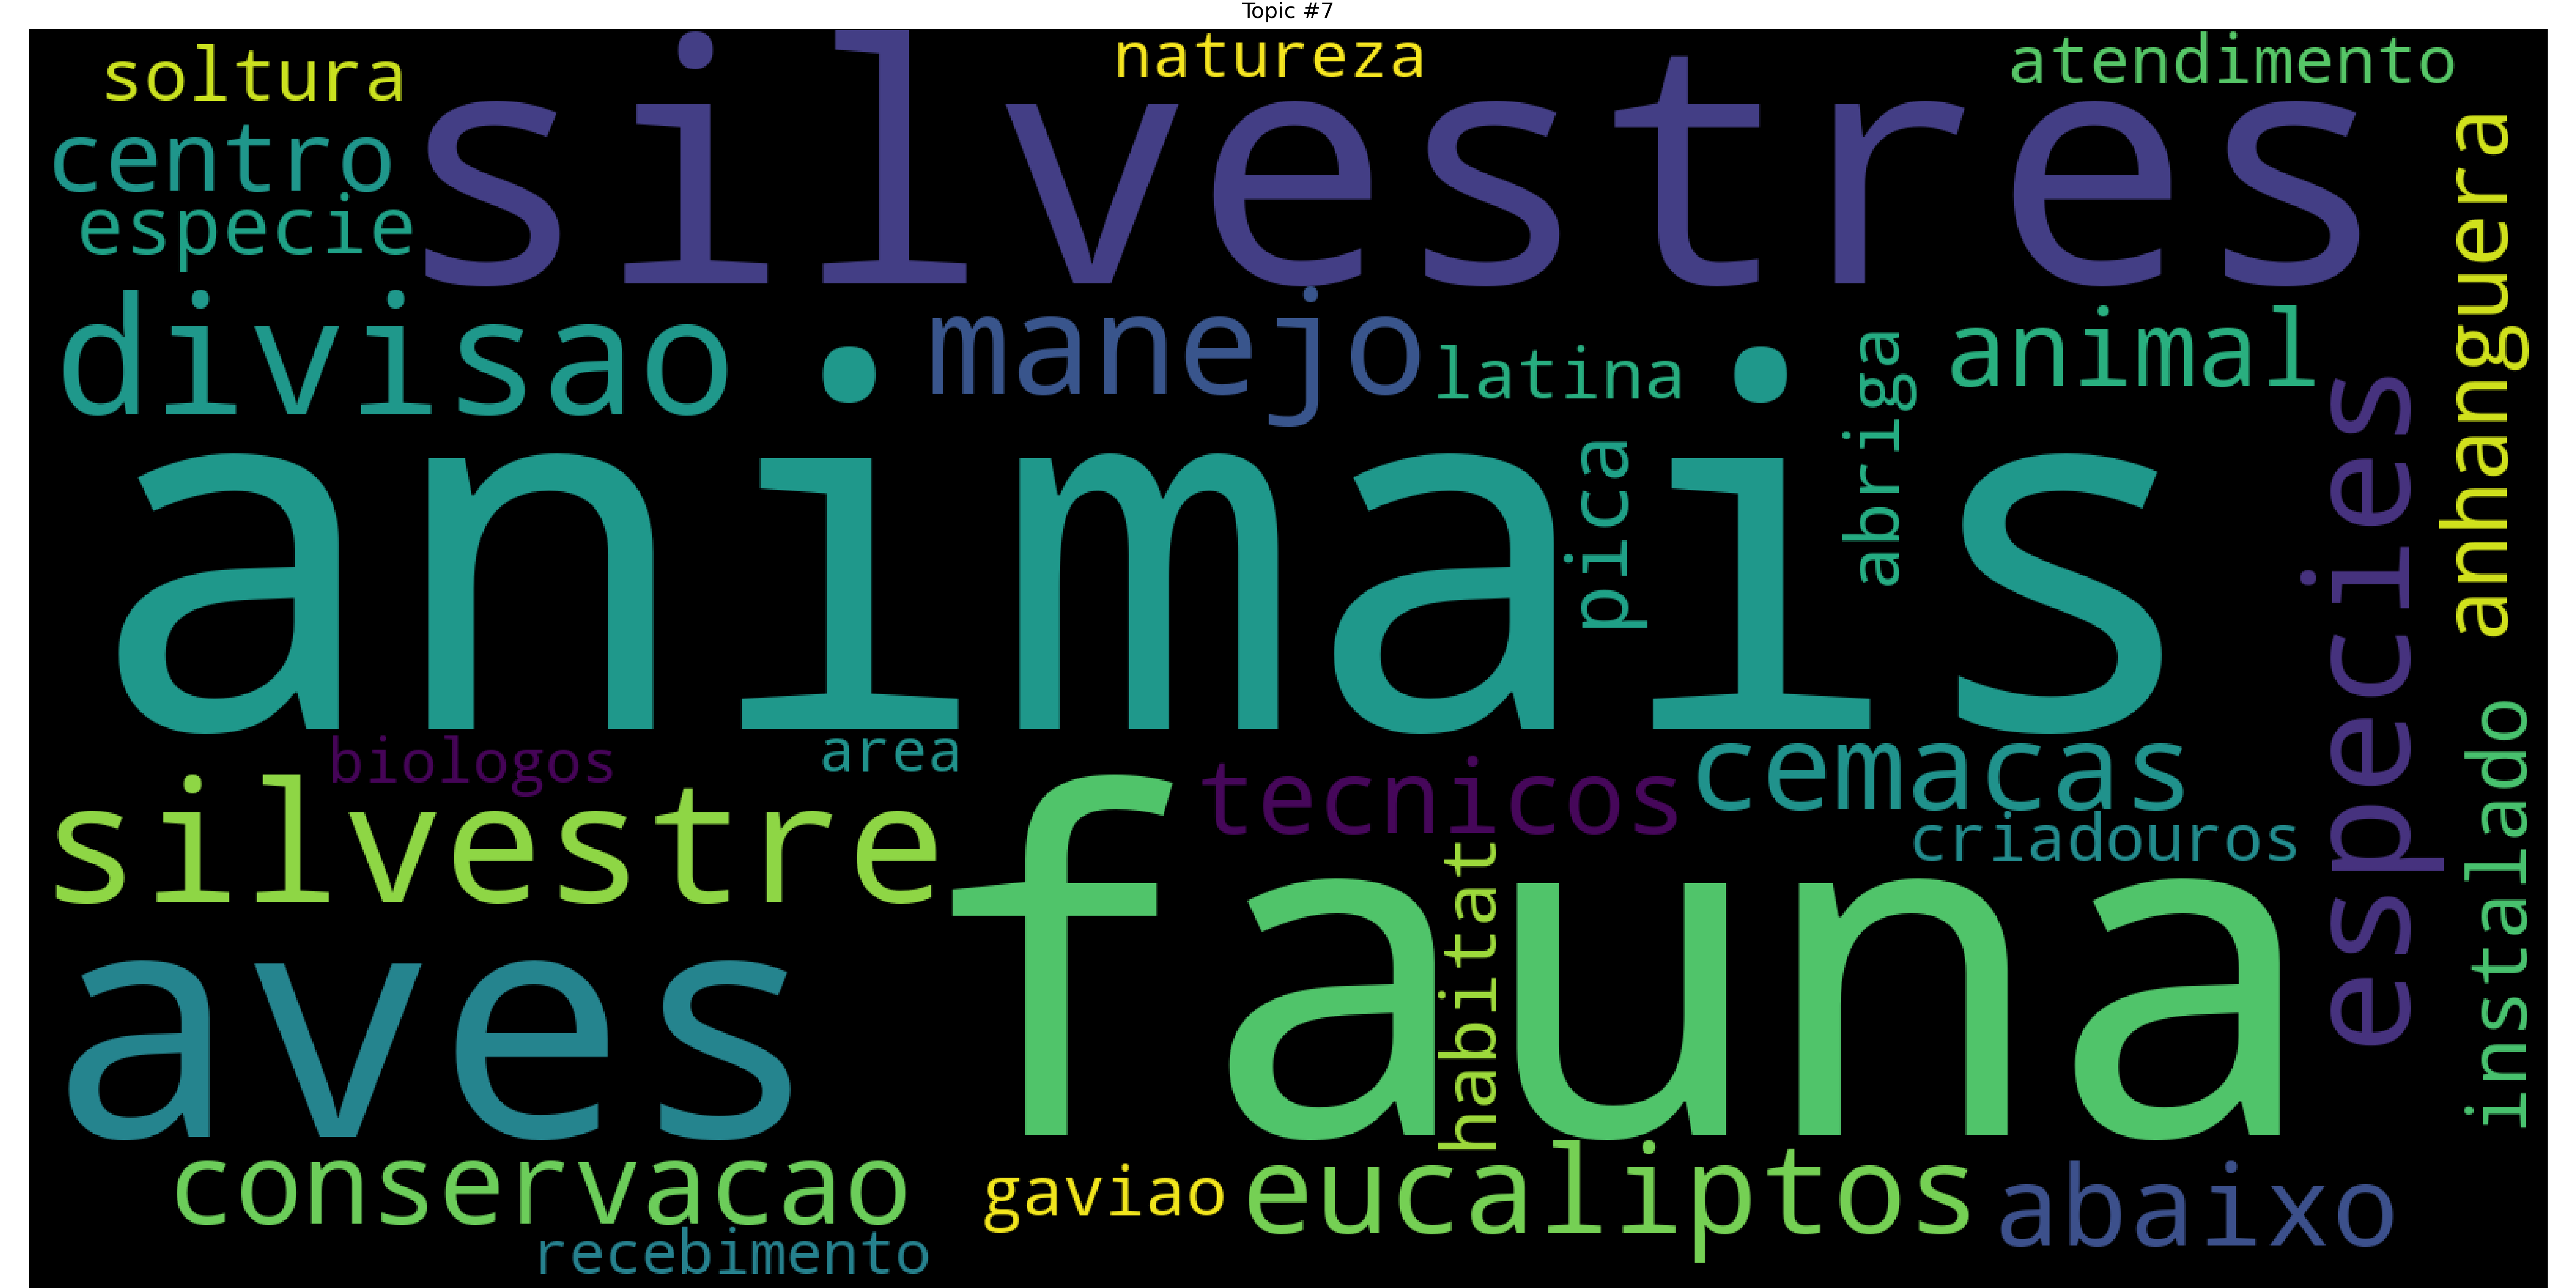 Topic #7
soltura
natureza
atendimento
silvestres
centro
especie
anhanguera
divisao
manejo
latina
abriga
animal
especies
animais
pica
biologos
area
tecnicos
cemacas
instalado
silvestre
criadouros
fauna
habitat
aves
conservacao
gaviao
eucaliptos
abaixo
recebimento